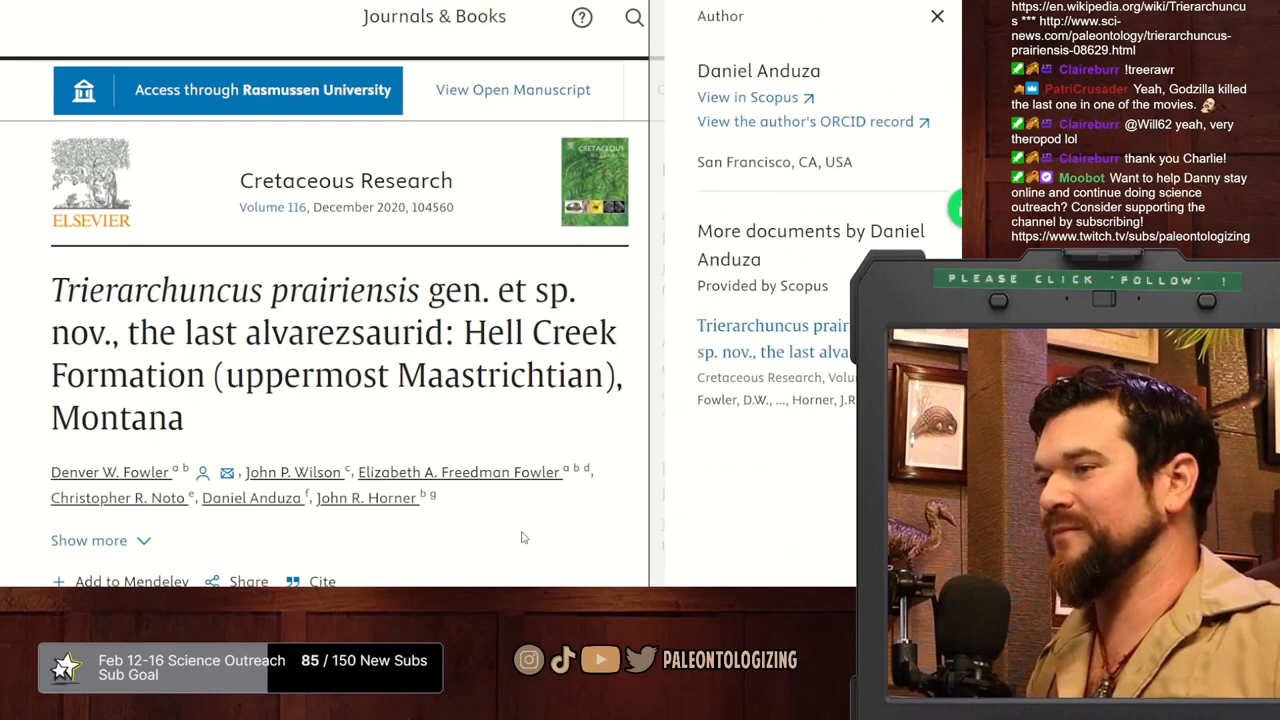 Journals & Books
Access through Rasmussen University
View Open Manuscript
ELSEVIER
Cretaceous Research
Volume 116, December 2020, 104560
CRETACEOUS
Trierarchuncus prairiensis gen. et sp.
nov., the last alvarezsaurid: Hell Creek
Formation (uppermost Maastrichtian),
Montana
Denver W. Fowler a b , John P. Wilson c, Elizabeth A. Freedman Fowler a b d,
Christopher R. Noto e, Daniel Anduza f, John R. Horner b g
Show more
+ Add to Mendeley Share Cite
Author
Daniel Anduza
View in Scopus
View the author's ORCID record
San Francisco, CA, USA
More documents by Daniel
Anduza
Provided by Scopus
Trierarchuncus prair
sp. nov., the last alva
Cretaceous Research, Volu
Fowler, D.W., ..., Horner, J.R
https://en.wikipedia.org/wiki/Trierarchuncu
s *** http://www.sci-
news.com/paleontology/trierarchuncus-
prairiensis-08629.html
Claireburr !treerawr
PatriCrusader Yeah, Godzilla killed
the last one in one of the movies.
Claireburr @Will62 yeah, very
theropod lol
Claireburr thank you Charlie!
Moobot Want to help Danny stay
online and continue doing science
outreach? Consider supporting the
channel by subscribing!
https://www.twitch.tv/subs/paleontologizing
PLEASE CLICK 'FOLLOW' !
Feb 12-16 Science Outreach
Sub Goal
85 / 150 New Subs
PALEONTOLOGIZING